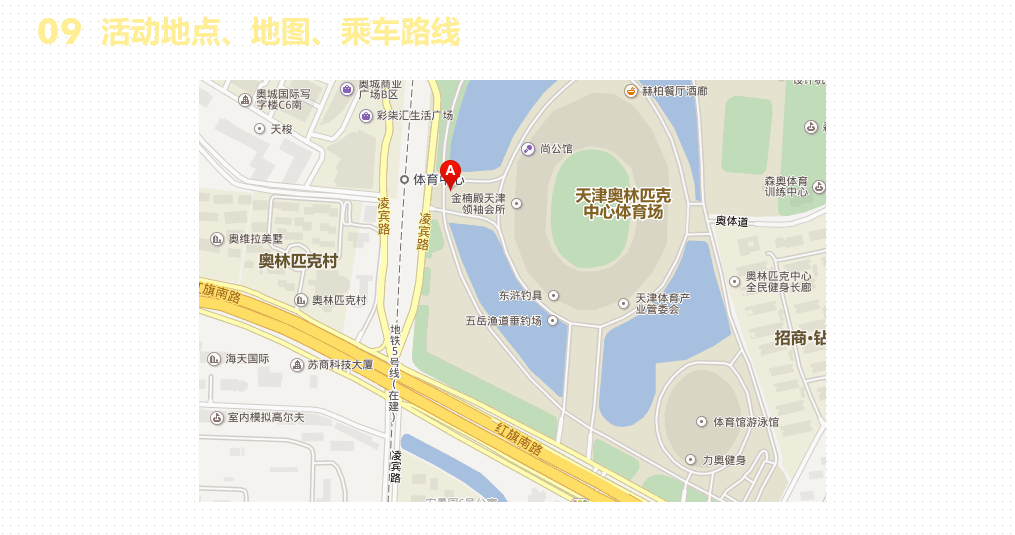 09 活动地点、地图、乘车路线
奥城商业
广场B区
奥城国际写
字楼C6南
彩柒汇生活广场
天梭
赫柏餐厅酒廊
尚公馆
A
体育中心
金楠殿天津
领袖会所
天津奥林匹克
中心体育场
森奥体育
训练中心
凌宾路
凌宾路
奥体道
奥维拉美墅
奥林匹克村
奥林匹克村
红旗南路
东浒钓具
天津体育产
业管委会
奥林匹克中心
全民健身长廊
五岳渔道垂钓场
地铁5号线(在建)
招商·钻
海天国际
苏商科技大厦
室内模拟高尔夫
红旗南路
体育馆游泳馆
凌宾路
力奥健身